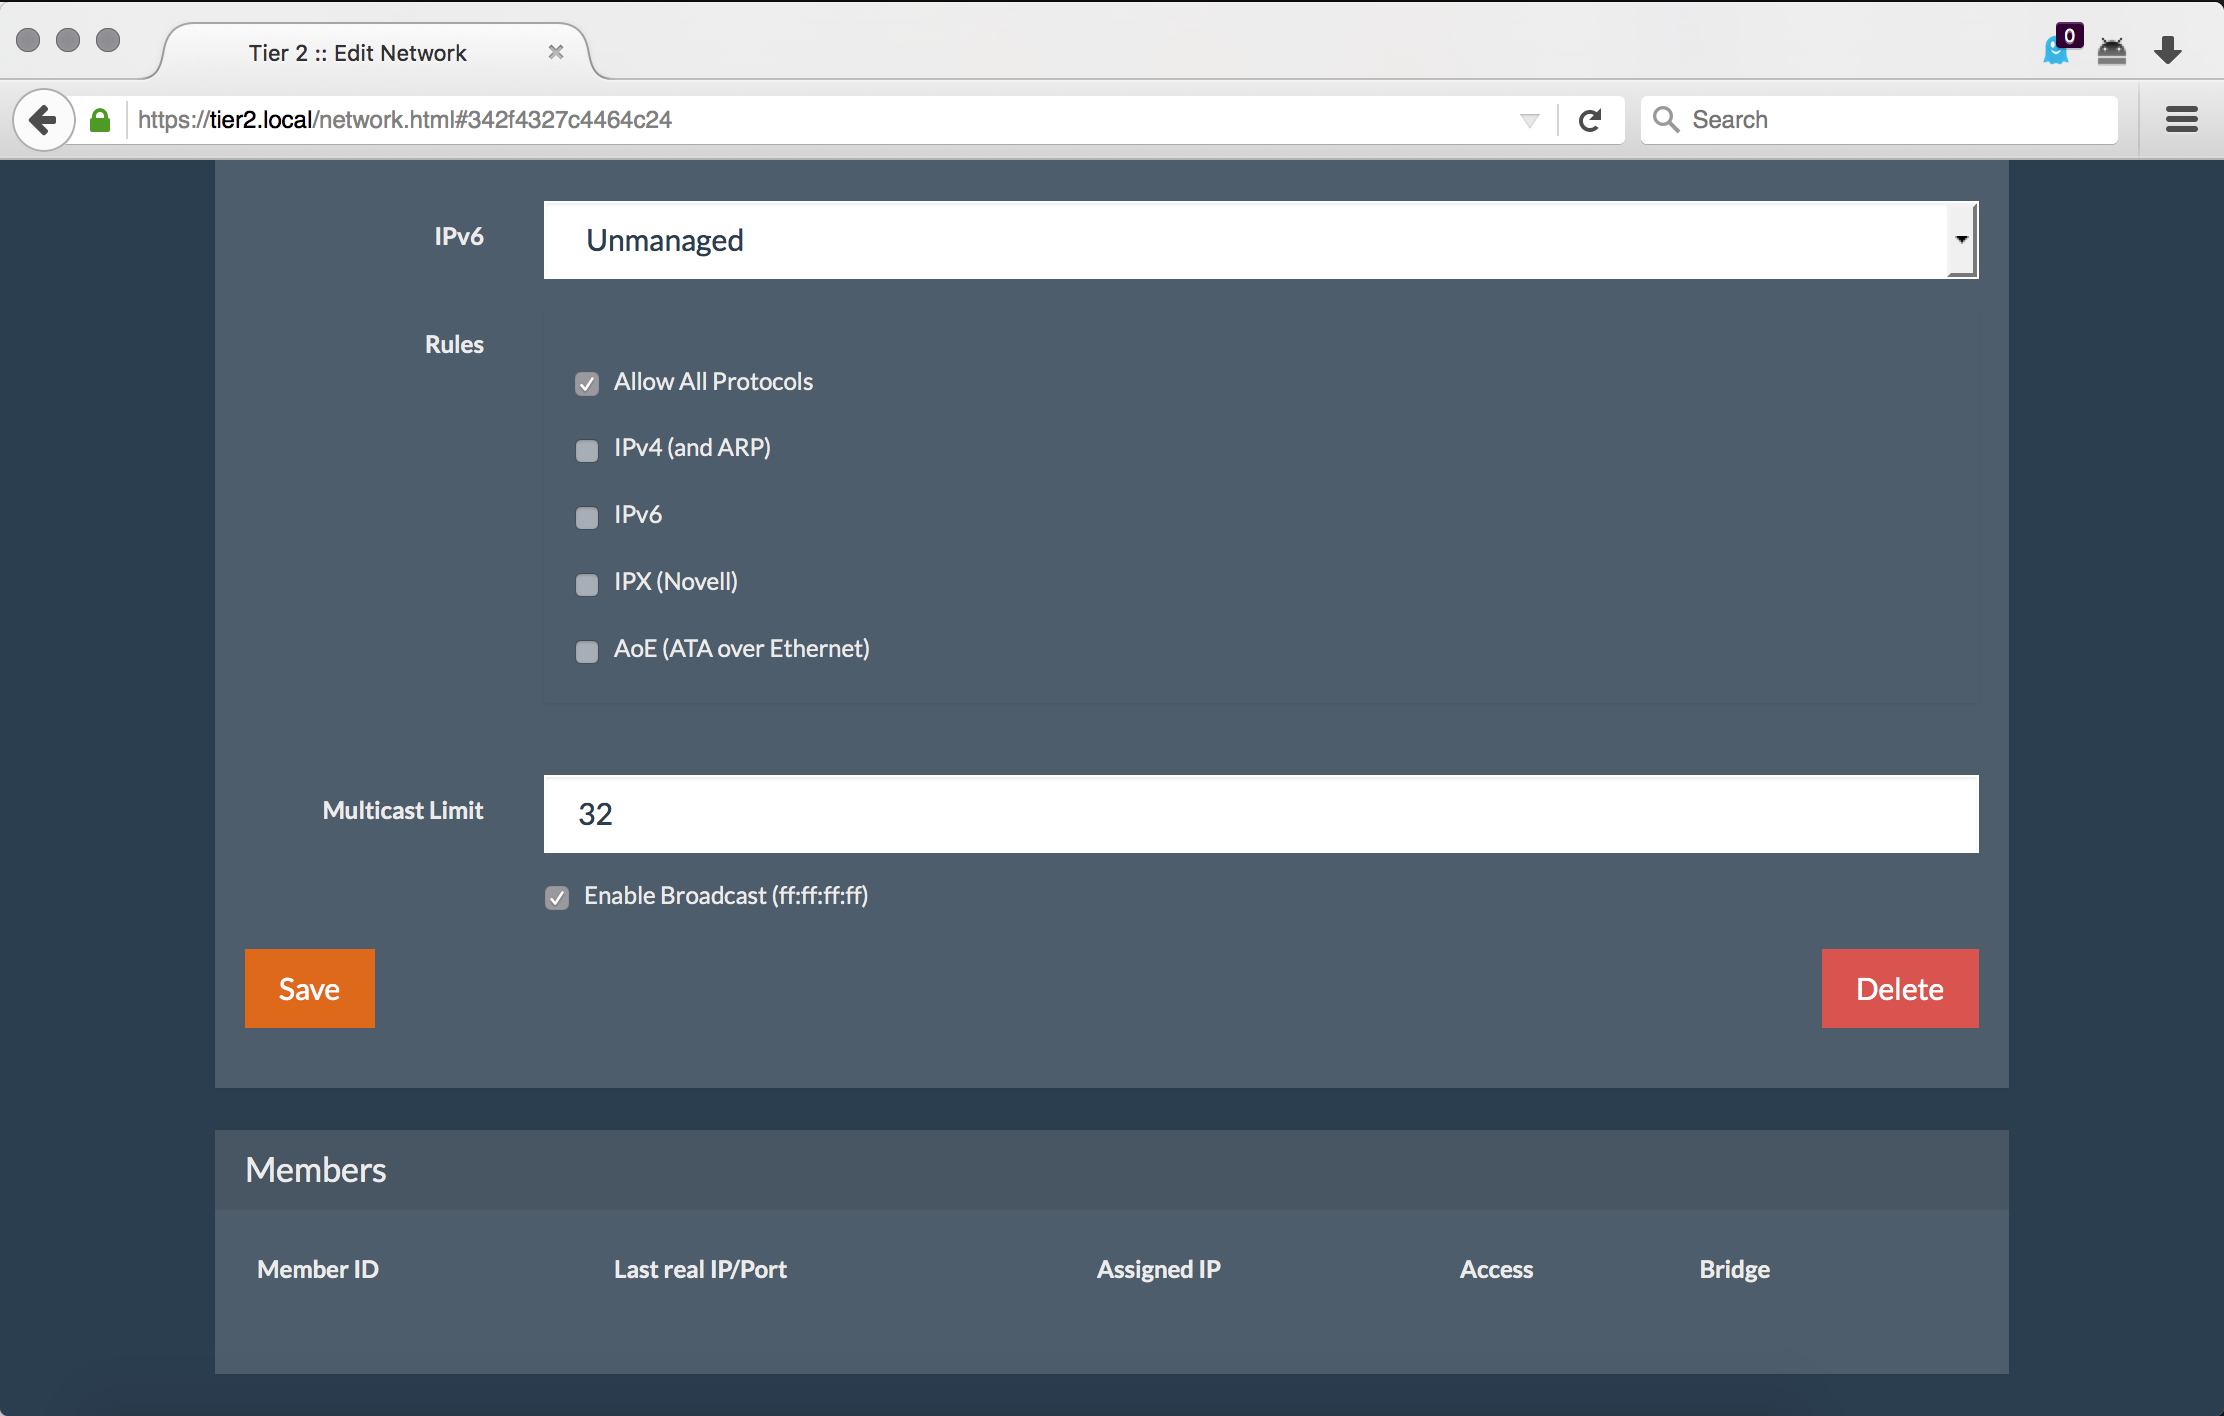 Tier 2 :: Edit Network
0
https://tier2.local/network.html#342f4327c4464c24
Search
IPv6
Unmanaged
Rules
Allow All Protocols
IPv4 (and ARP)
IPv6
IPX (Novell)
AoE (ATA over Ethernet)
Multicast Limit
32
Enable Broadcast (ff:ff:ff:ff)
Save
Delete
Members
Member ID
Last real IP/Port
Assigned IP
Access
Bridge